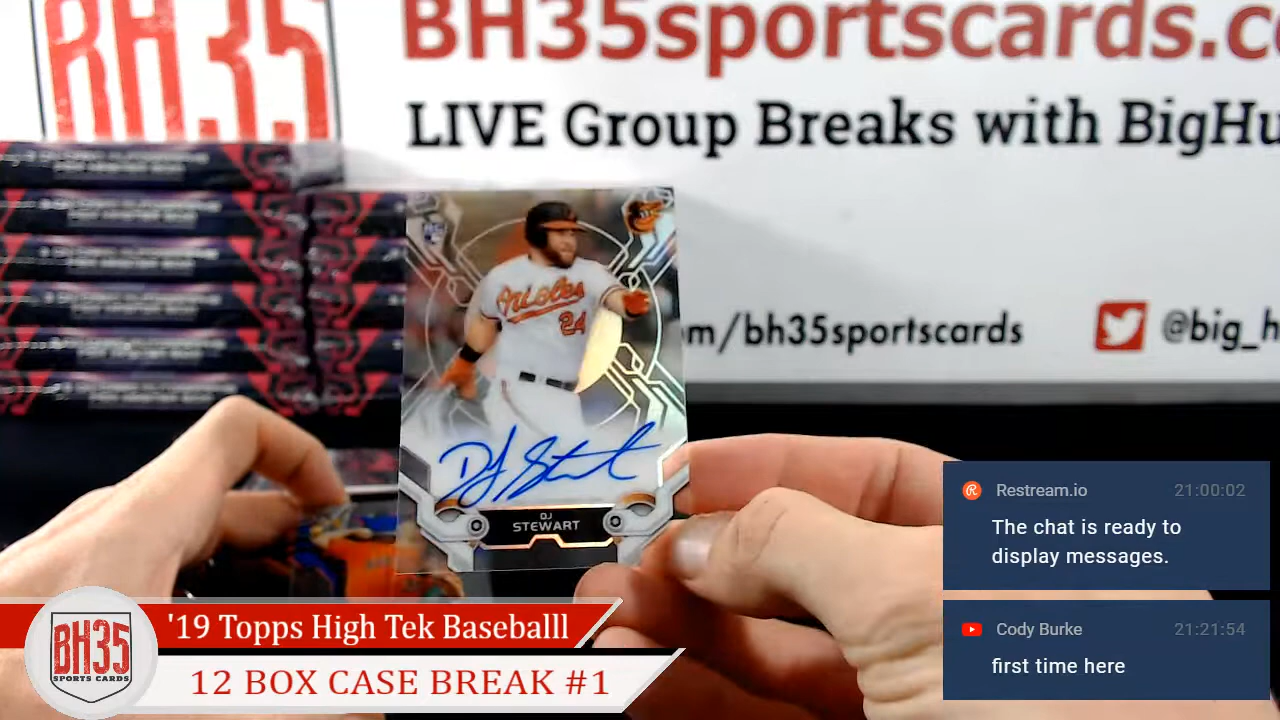 BH35
BH35sportscards.c
LIVE Group Breaks with BigHu
m/bh35sportscards
@big_h
Orioles
24
DJ Stewart
DJ
STEWART
Restream.io 21:00:02
The chat is ready to
display messages.
Cody Burke 21:21:54
first time here
BH35
SPORTS CARDS
'19 Topps High Tek Baseballl
12 BOX CASE BREAK #1